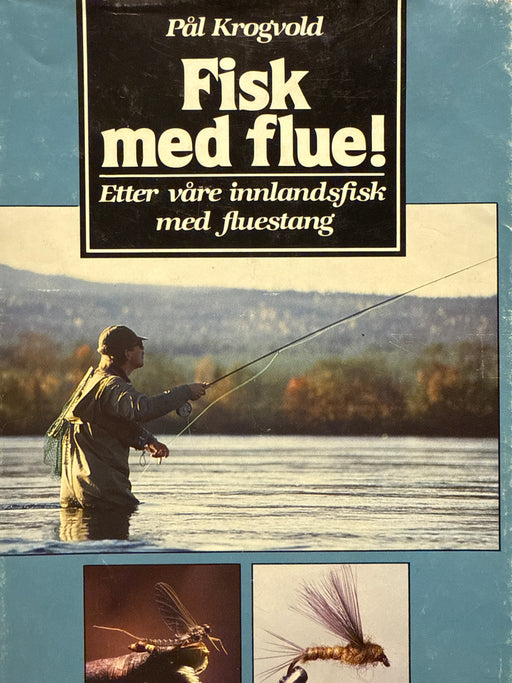 Pål Krogvold
Fisk
med flue!
Etter våre innlandsfisk
med fluestang